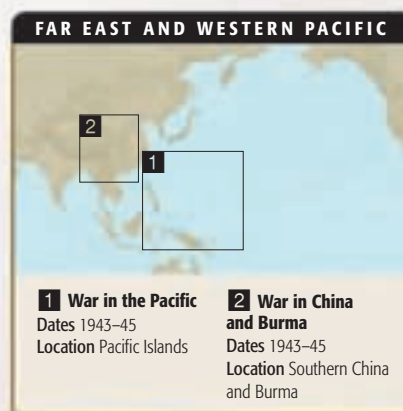 FAR EAST AND WESTERN PACIFIC
2
1
1 War in the Pacific
Dates 1943–45
Location Pacific Islands
2 War in China
and Burma
Dates 1943–45
Location Southern China
and Burma